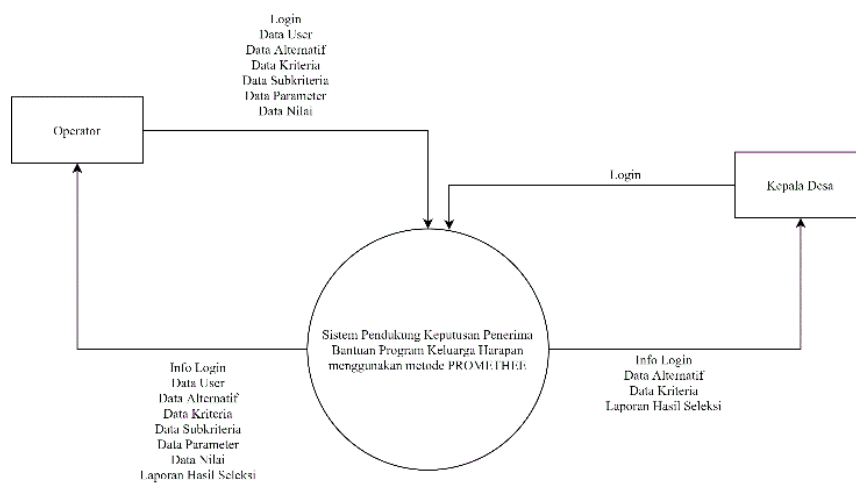 Login
Data User
Data Alternatif
Data Kriteria
Data Subkriteria
Data Parameter
Data Nilai
Operator
Login
Kepala Desa
Sistem Pendukung Keputusan Penerima
Bantuan Program Keluarga Harapan
menggunakan metode PROMETHEE
Info Login
Data User
Data Alternatif
Data Kriteria
Data Subkriteria
Data Parameter
Data Nilai
Laporan Hasil Seleksi
Info Login
Data Alternatif
Data Kriteria
Laporan Hasil Seleksi